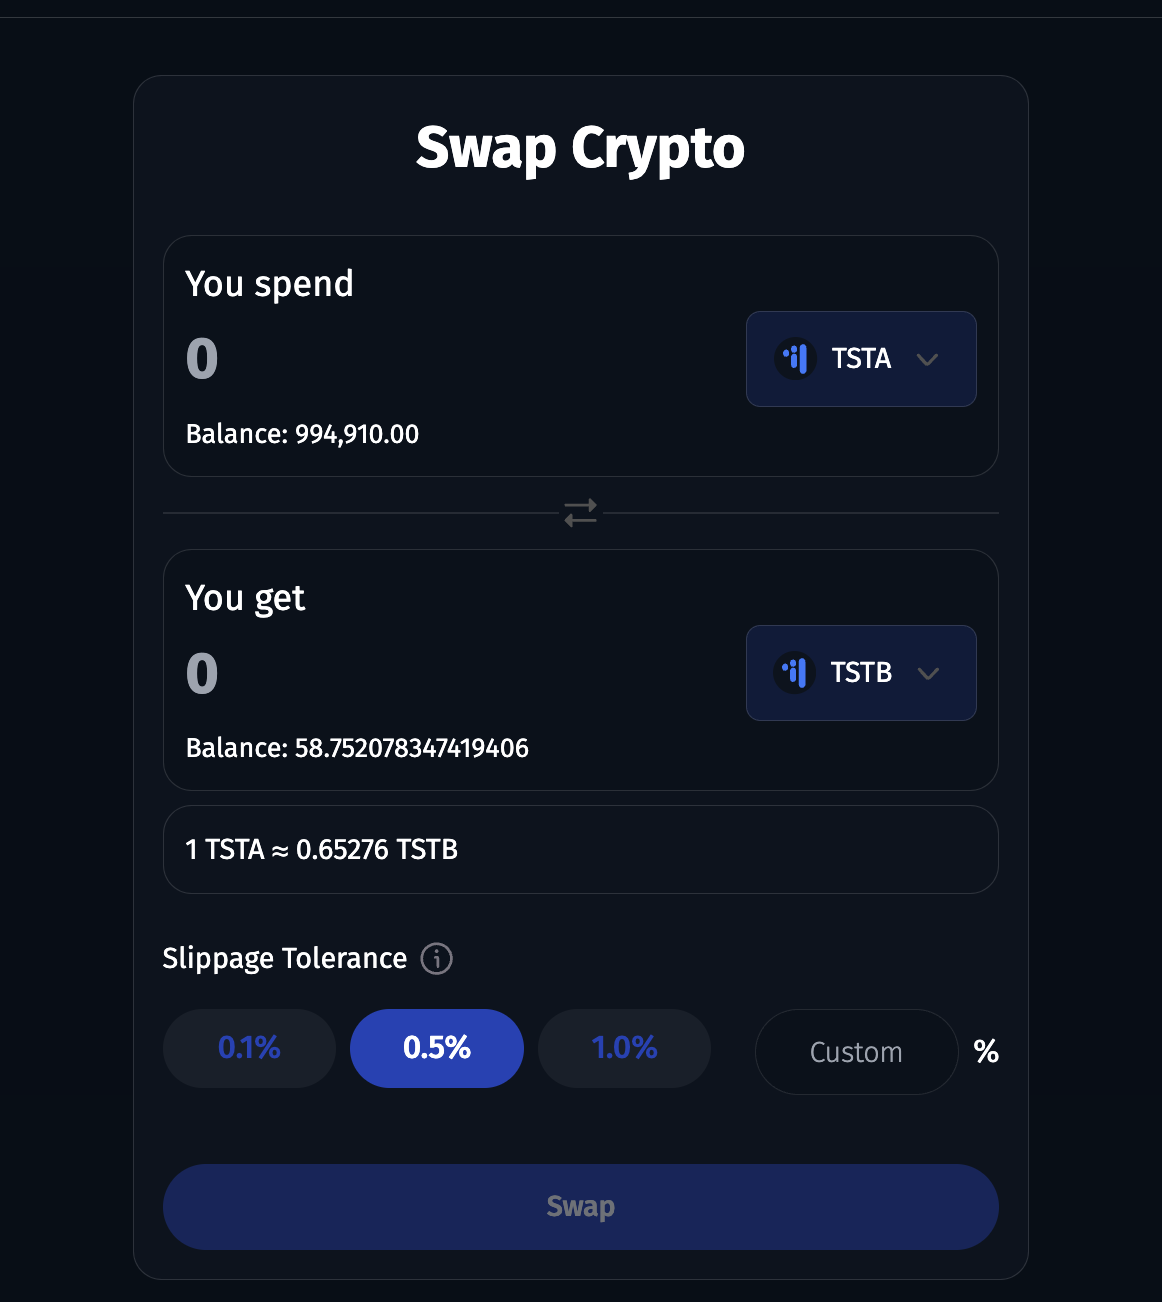 Swap Crypto
You spend
0
TSTA
Balance: 994,910.00
You get
0
TSTB
Balance: 58.752078347419406
1 TSTA ≈ 0.65276 TSTB
Slippage Tolerance
0.1%
0.5%
1.0%
Custom
%
Swap